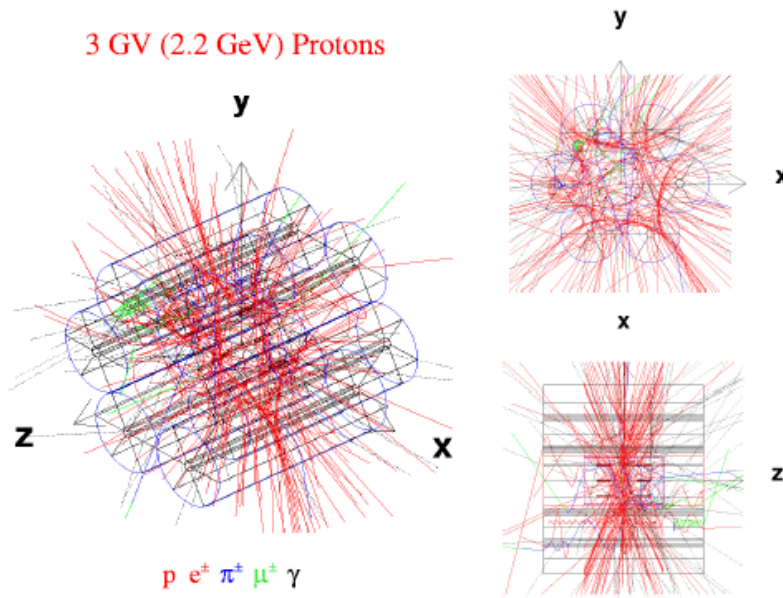 3 GV (2.2 GeV) Protons
y
z
x
p e± π± μ± γ
y
x
x
z